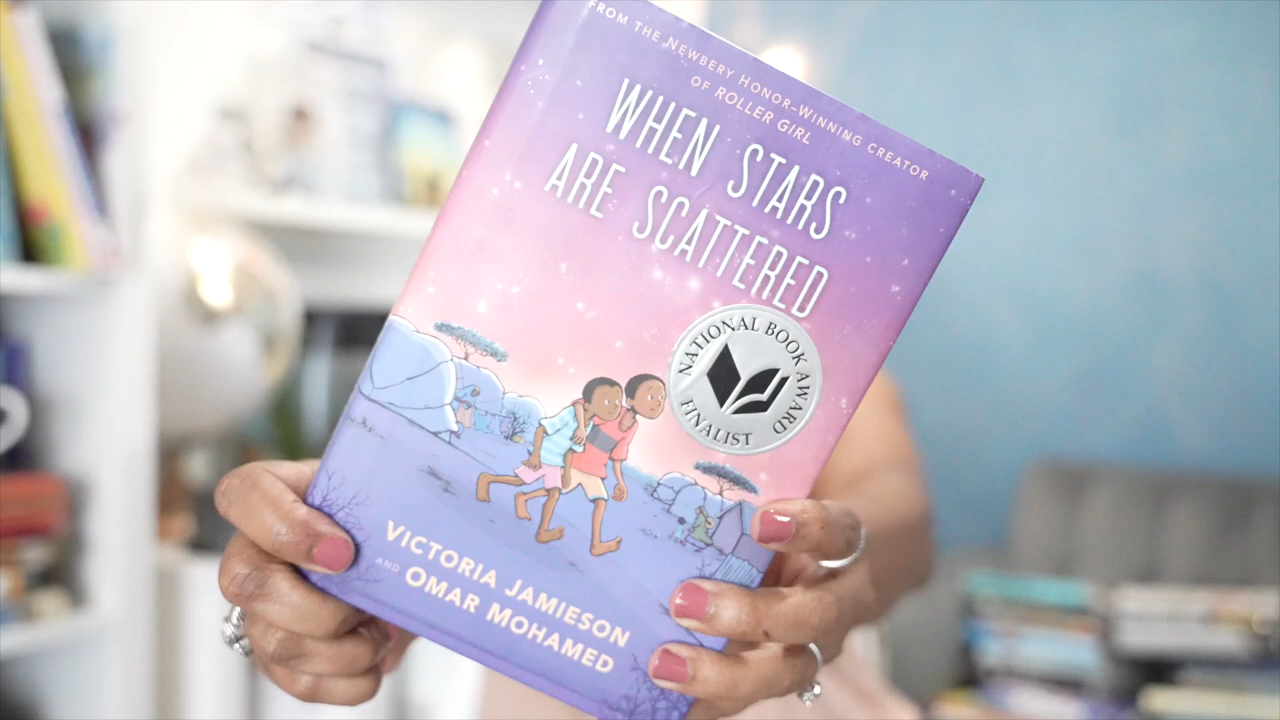 FROM THE NEWBERY HONOR–WINNING CREATOR
OF ROLLER GIRL
WHEN STARS
ARE SCATTERED
NATIONAL BOOK AWARD
FINALIST
VICTORIA JAMIESON
AND OMAR MOHAMED